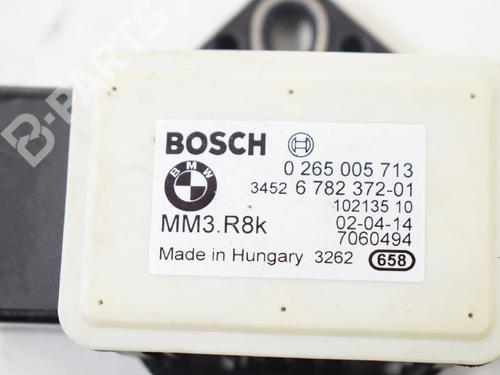 B-PARTS
BOSCH
0 265 005 713
BMW
3452 6 782 372-01
102135 10
MM3.R8k 02-04-14
7060494
Made in Hungary 3262 658